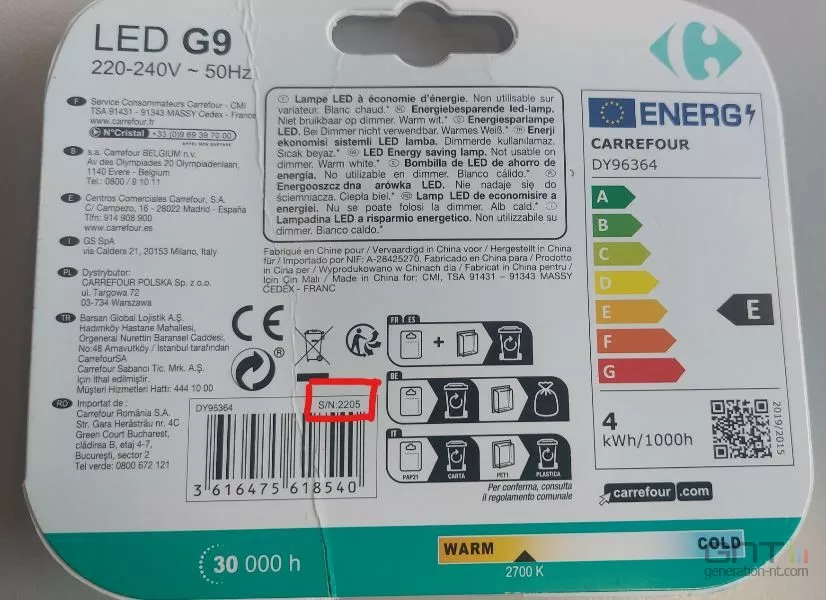 LED G9
220-240V ~ 50Hz
F Service Consommateurs Carrefour - CMI
TSA 91431 - 91343 MASSY Cedex - France
www.carrefour.fr
N°Cristal +33 (0)9 69 39 70 00
APPEL NON SURTAXÉ
B s.a. Carrefour BELGIUM n.v.
Av des Olympiades 20 Olympiadenlaan,
1140 Evere - Belgium
Tel.: 0800 / 9 10 11
E Centros Comerciales Carrefour, S.A.
C/ Campezo, 16 - 28022 Madrid - España
Tlfn: 914 908 900
www.carrefour.es
I GS SpA
via Caldera 21, 20153 Milano, Italy
PL Dystrybutor:
CARREFOUR POLSKA Sp. z o.o.
ul. Targowa 72
03-734 Warszawa
TR Barsan Global Lojistik A.Ş.
Hadımköy Hastane Mahallesi,
Orgeneral Nurettin Baransel Caddesi,
No:48 Arnavutköy / İstanbul tarafından
CarrefourSA
Carrefour Sabancı Tic. Mrk. A.Ş.
için İthal edilmiştir.
Müşteri Hizmetleri Hattı: 444 10 00
RO Importat de :
Carrefour România S.A.
Str. Gara Herăstrău nr. 4C
Green Court Bucharest,
clădirea B, etaj 4-7,
București, sector 2
Tel verde: 0800 672 121
Lampe LED à économie d'énergie. Non utilisable sur
variateur. Blanc chaud.* NL Energiebesparende led-lamp.
Niet bruikbaar op dimmer. Warm wit.* Energiesparlampe
LED. Bei Dimmer nicht verwendbar. Warmes Weiß.* Enerji
ekonomisi sistemli LED lamba. Dimmerde kullanılamaz.
Sıcak beyaz.* LED Energy saving lamp. Not usable on
dimmer. Warm white.* Bombilla de LED de ahorro de
energía. No utilizable en dimmer. Blanco cálido.*
Energooszczędna żarówka LED. Nie nadaje się do
ściemniacza. Ciepła biel.* Lamp LED de economisire a
energiei. Nu se poate folosi la dimmer. Alb cald.*
Lampadina LED a risparmio energetico. Non utilizzabile su
dimmer. Bianco caldo.*
Fabriqué en Chine pour / Vervaardigd in China voor / Hergestellt in China
für / Importado por NIF: A-28425270. Fabricado en China para / Prodotto
in Cina per / Wyprodukowano w Chinach dla / Fabricat in China pentru /
İçin Çin Malı / Made in China for: CMI, TSA 91431 – 91343 MASSY
CEDEX - FRANCE
CE
FR ES
BE
IT
PAP21
CARTA
PET1
PLASTICA
Per conferma, consulta
il regolamento comunale
DY96364
S/N:2205
3 616475 618540
ENERG
CARREFOUR
DY96364
A
B
C
D
E
F
G
E
4
kWh/1000h
2019/2015
carrefour .com
30 000 h
WARM
COLD
2700 K
GNT
generation-nt.com